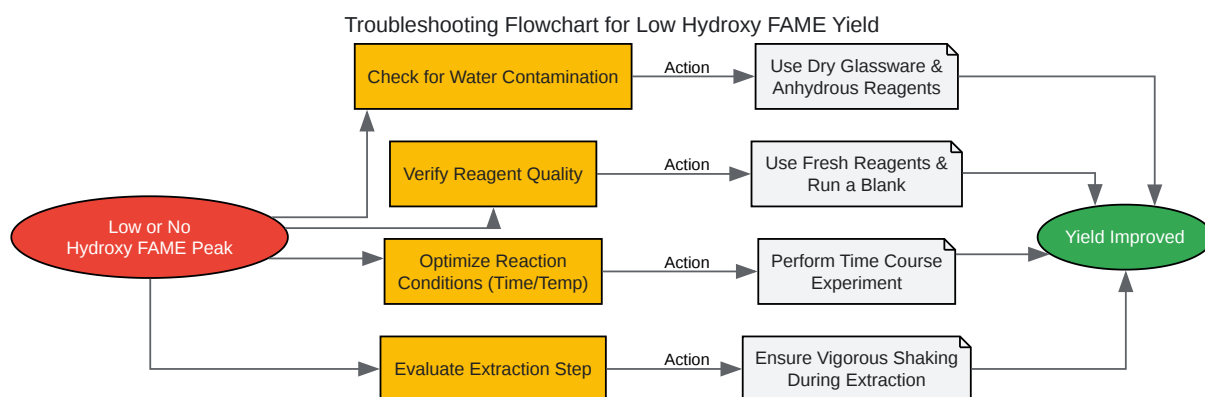 Troubleshooting Flowchart for Low Hydroxy FAME Yield
Check for Water Contamination
Action
Use Dry Glassware &
Anhydrous Reagents
Verify Reagent Quality
Action
Use Fresh Reagents &
Run a Blank
Low or No
Hydroxy FAME Peak
Yield Improved
Optimize Reaction
Conditions (Time/Temp)
Action
Perform Time Course
Experiment
Evaluate Extraction Step
Action
Ensure Vigorous Shaking
During Extraction